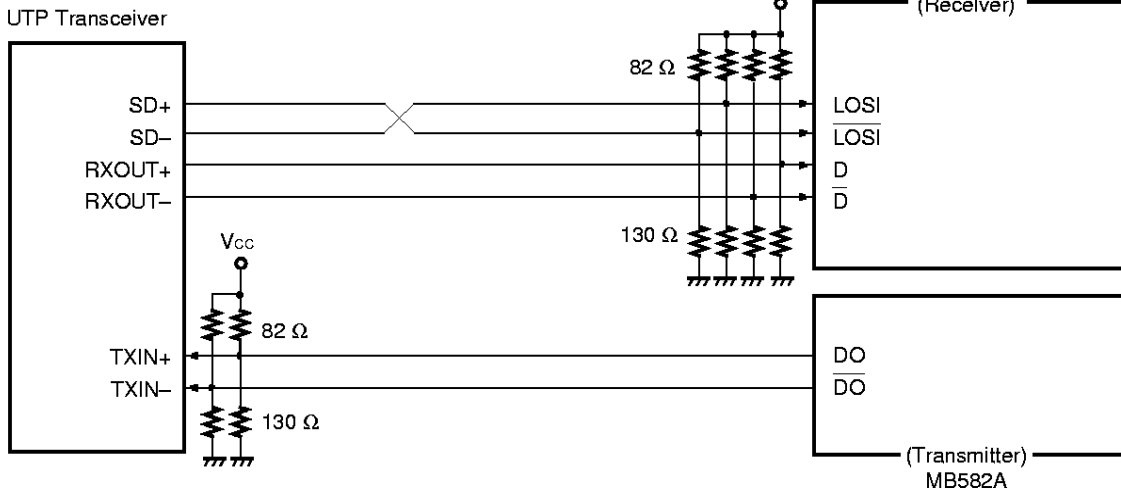 (Receiver)
UTP Transceiver
82 Ω
SD+
LOSI
SD–
LOSI
RXOUT+
D
RXOUT–
D
130 Ω
VCC
82 Ω
TXIN+
DO
TXIN–
DO
130 Ω
(Transmitter)
MB582A